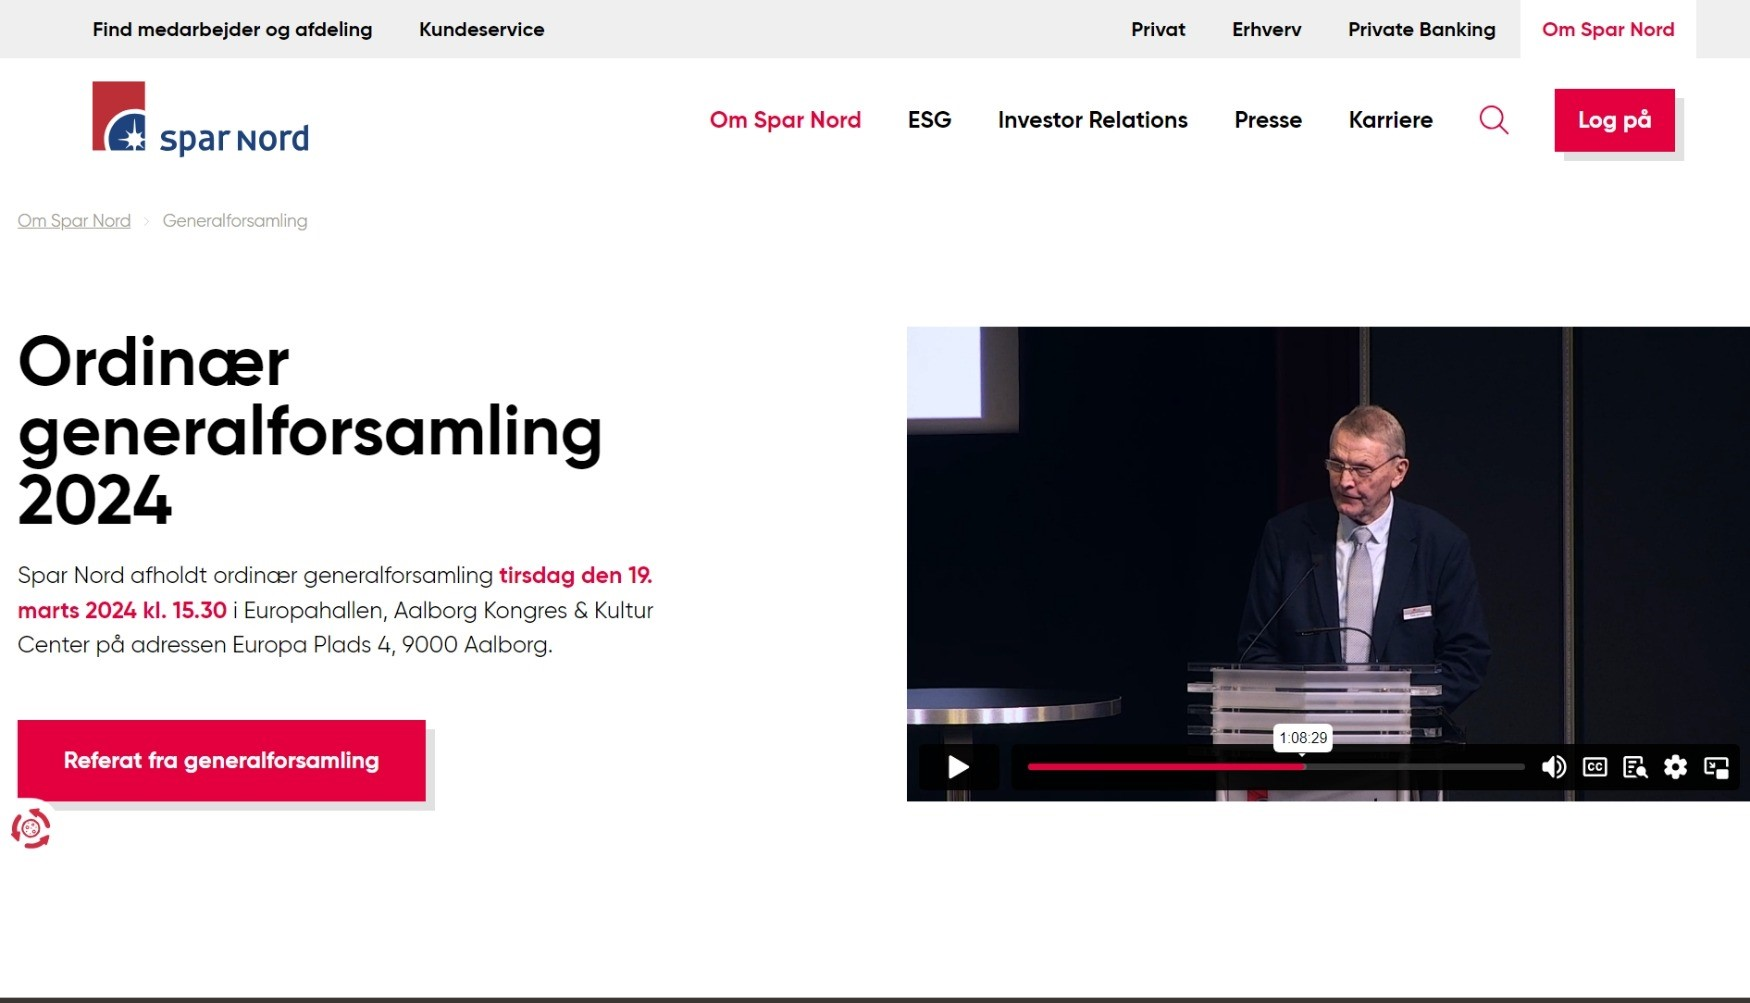 Find medarbejder og afdeling Kundeservice Privat Erhverv Private Banking Om Spar Nord
spar nord Om Spar Nord ESG Investor Relations Presse Karriere Log på
Om Spar Nord > Generalforsamling
Ordinær
generalforsamling
2024
Spar Nord afholdt ordinær generalforsamling tirsdag den 19.
marts 2024 kl. 15.30 i Europahallen, Aalborg Kongres & Kultur
Center på adressen Europa Plads 4, 9000 Aalborg.
Referat fra generalforsamling
1:08:29
CC